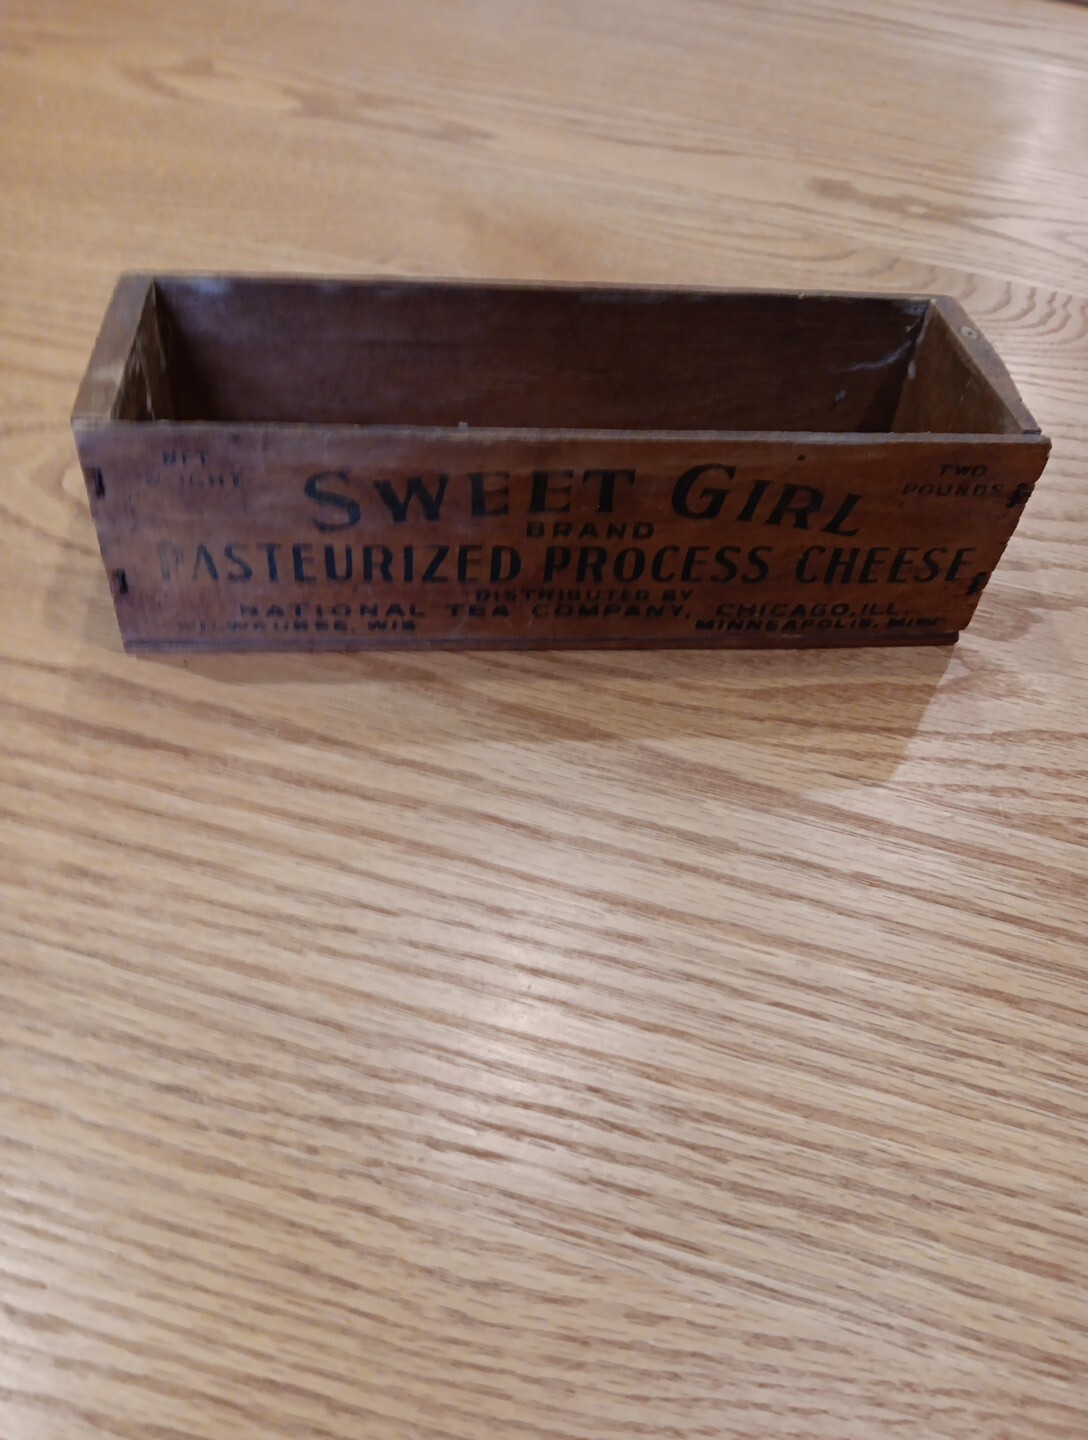 NET TWO
WEIGHT POUNDS
SWEET GIRL
BRAND
PASTEURIZED PROCESS CHEESE
DISTRIBUTED BY
NATIONAL TEA COMPANY, CHICAGO, ILL.
MILWAUKEE, WIS. MINNEAPOLIS, MINN.